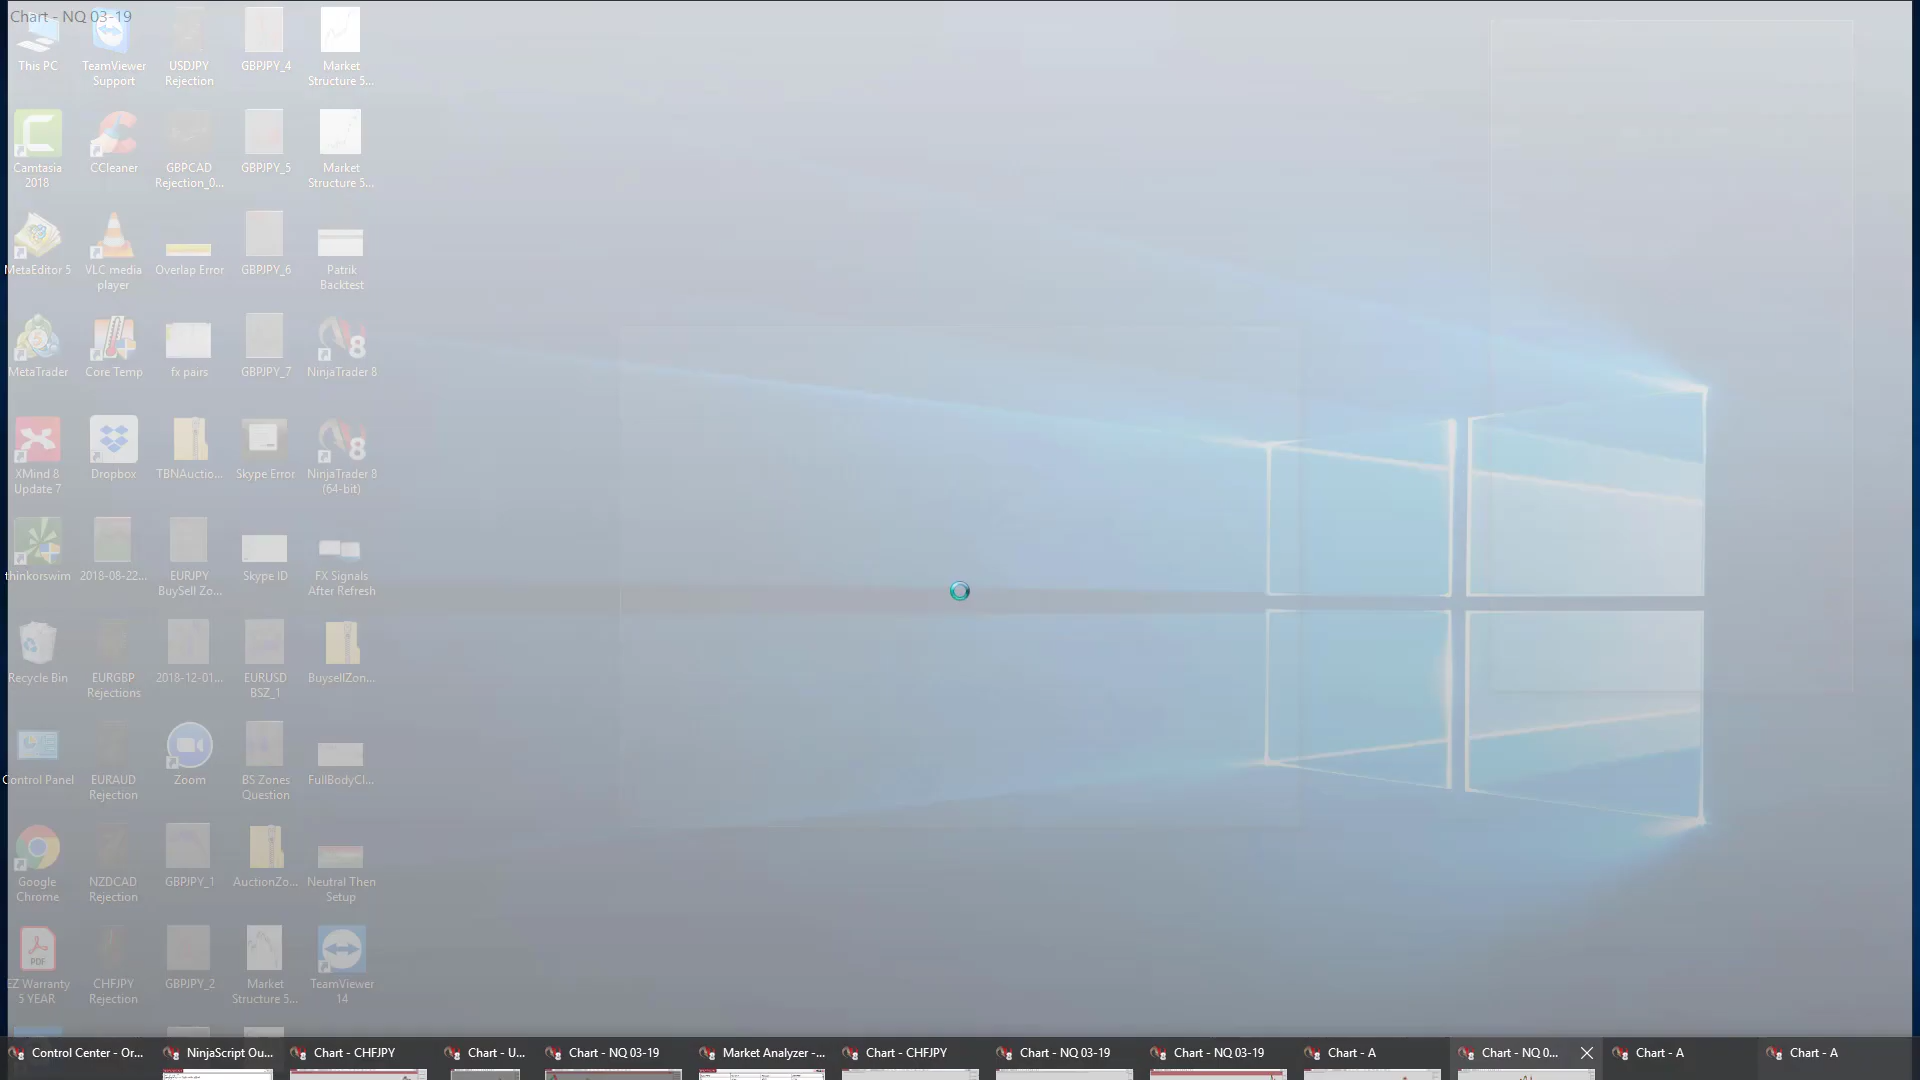 Chart - NQ 03-19
This PC
TeamViewer
Support
USDJPY
Rejection
GBPJPY_4
Market
Structure 5...
Camtasia
2018
CCleaner
GBPCAD
Rejection_0...
GBPJPY_5
Market
Structure 5...
MetaEditor 5
VLC media
player
Overlap Error
GBPJPY_6
Patrik
Backtest
MetaTrader
Core Temp
fx pairs
GBPJPY_7
NinjaTrader 8
XMind 8
Update 7
Dropbox
TBNAuctio...
Skype Error
NinjaTrader 8
(64-bit)
thinkorswim
2018-08-22...
EURJPY
BuySell Zo...
Skype ID
FX Signals
After Refresh
Recycle Bin
EURGBP
Rejections
2018-12-01...
EURUSD
BSZ_1
BuysellZon...
Control Panel
EURAUD
Rejection
Zoom
BS Zones
Question
FullBodyCl...
Google
Chrome
NZDCAD
Rejection
GBPJPY_1
AuctionZo...
Neutral Then
Setup
EZ Warranty
5 YEAR
CHFJPY
Rejection
GBPJPY_2
Market
Structure 5...
TeamViewer
14
Control Center - Or...
NinjaScript Ou...
Chart - CHFJPY
Chart - U...
Chart - NQ 03-19
Market Analyzer -...
Chart - CHFJPY
Chart - NQ 03-19
Chart - NQ 03-19
Chart - A
Chart - NQ 0...
Chart - A
Chart - A